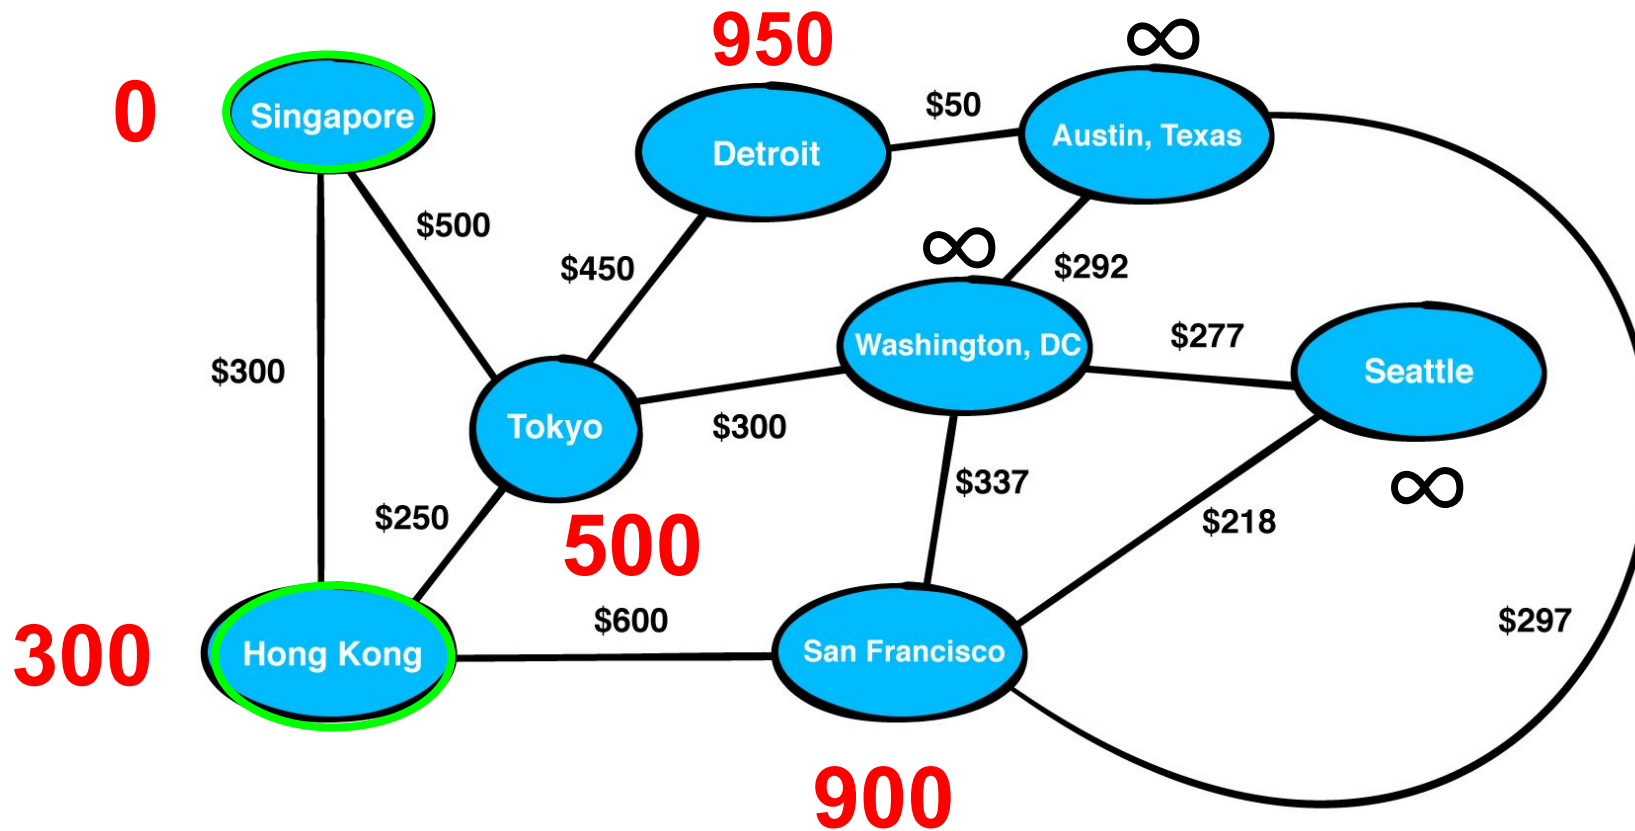 950
∞
0
Singapore
$50
Detroit
Austin, Texas
$500
$450
∞
$292
$300
Washington, DC
$277
Seattle
Tokyo
$300
$250
500
$337
∞
$218
$600
$297
300
Hong Kong
San Francisco
900